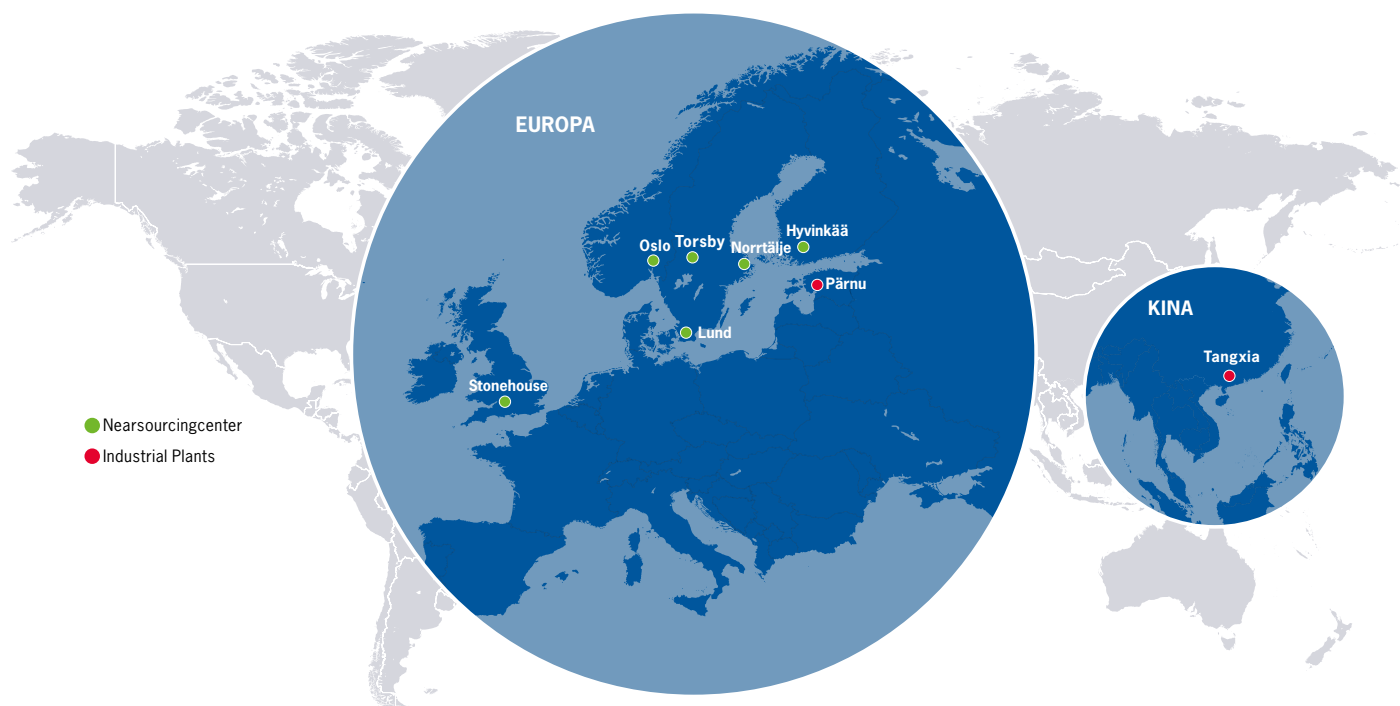 EUROPA
Oslo
Torsby
Norrtälje
Hyvinkää
Pärnu
Lund
Stonehouse
KINA
Tangxia
Nearsourcingcenter
Industrial Plants